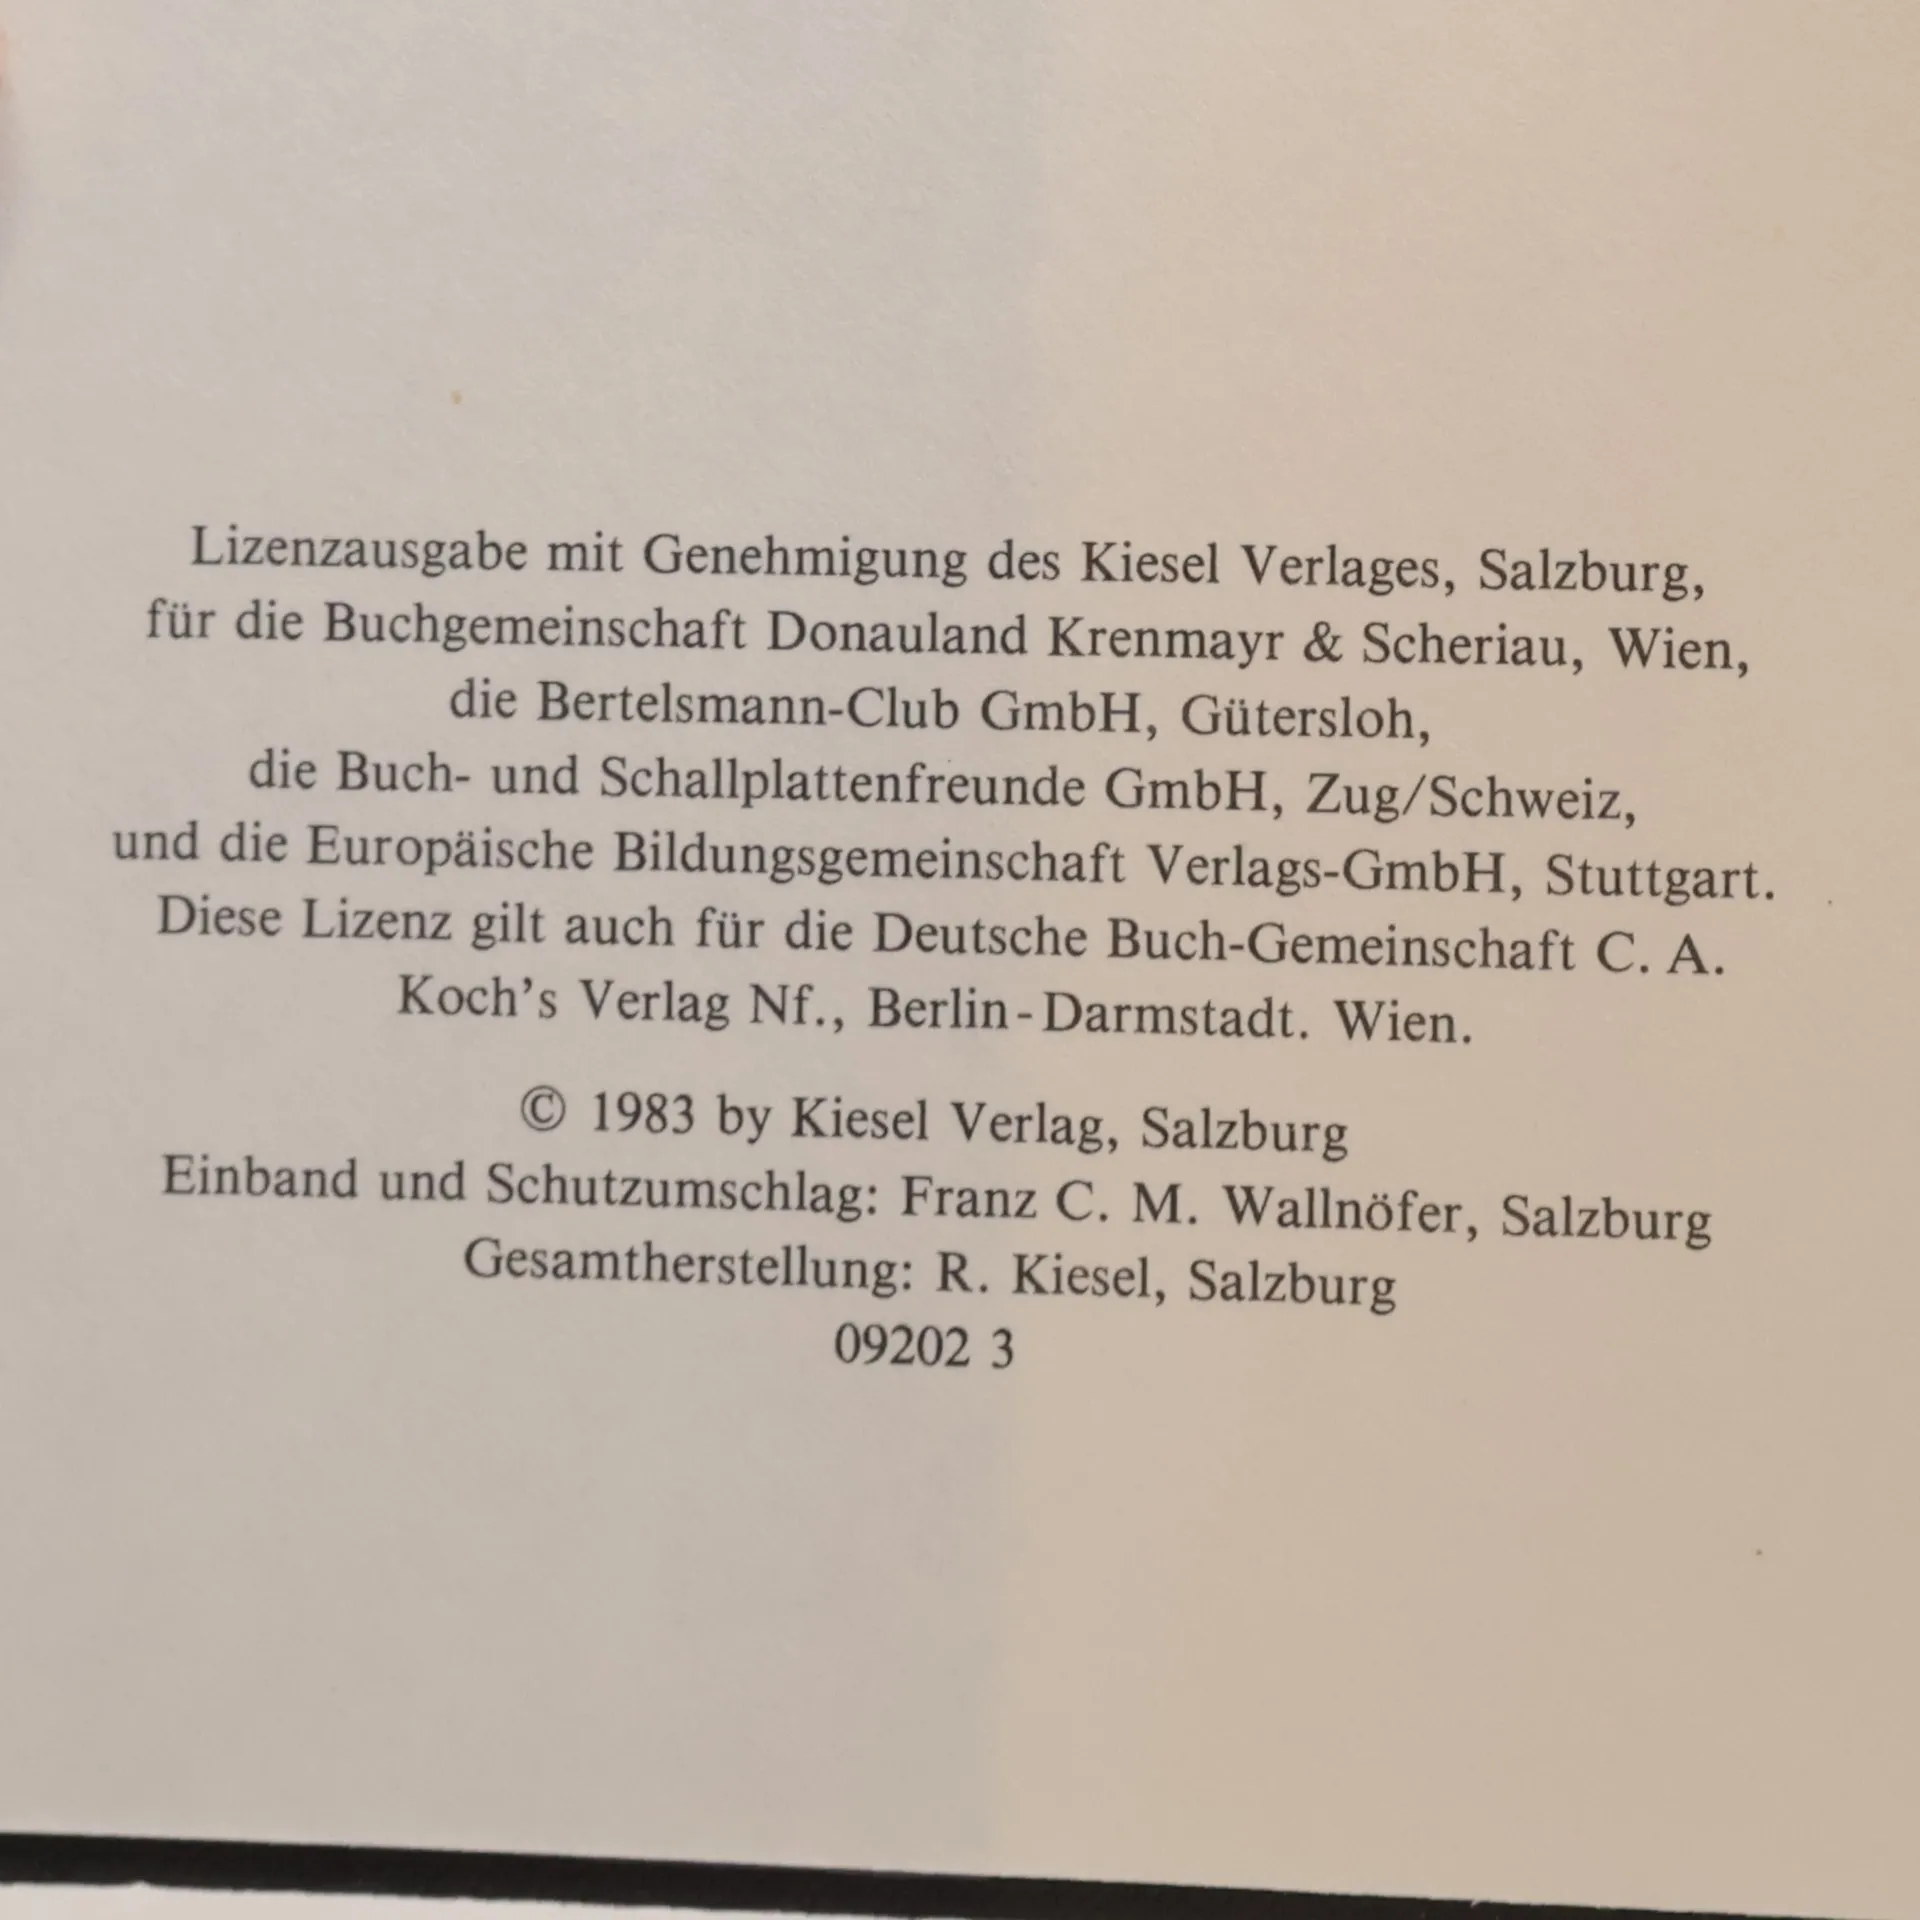 Lizenzausgabe mit Genehmigung des Kiesel Verlages, Salzburg,
für die Buchgemeinschaft Donauland Krenmayr & Scheriau, Wien,
die Bertelsmann-Club GmbH, Gütersloh,
die Buch- und Schallplattenfreunde GmbH, Zug/Schweiz,
und die Europäische Bildungsgemeinschaft Verlags-GmbH, Stuttgart.
Diese Lizenz gilt auch für die Deutsche Buch-Gemeinschaft C. A.
Koch's Verlag Nf., Berlin-Darmstadt. Wien.
© 1983 by Kiesel Verlag, Salzburg
Einband und Schutzumschlag: Franz C. M. Wallnöfer, Salzburg
Gesamtherstellung: R. Kiesel, Salzburg
09202 3